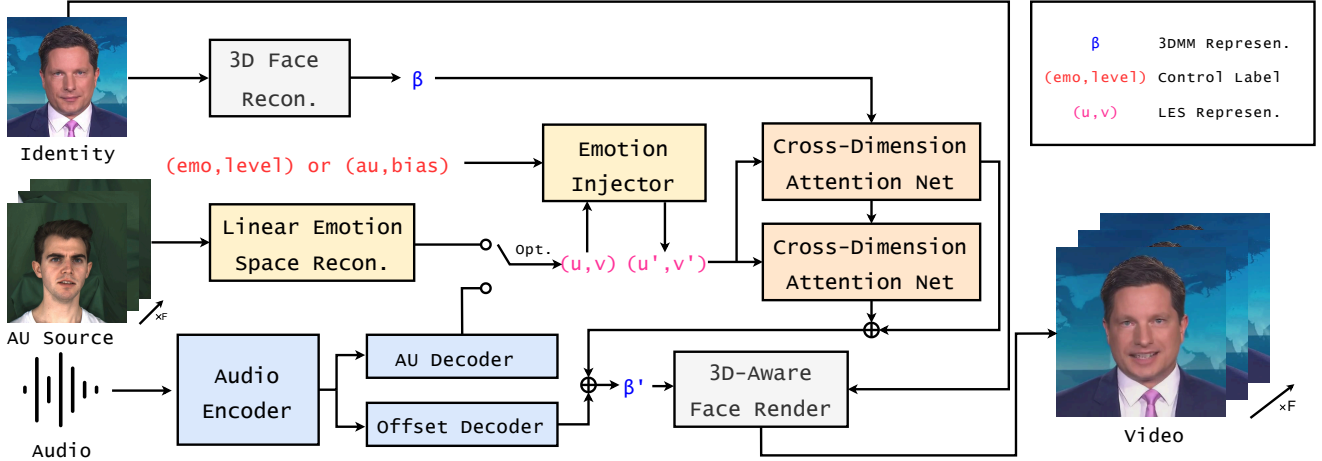 Identity
3D Face
Recon.
β
β 3DMM Represen.
(emo,level) Control Label
(u,v) LES Represen.
(emo,level) or (au,bias)
Emotion
Injector
Cross-Dimension
Attention Net
Linear Emotion
Space Recon.
Opt.
(u,v) (u',v')
Cross-Dimension
Attention Net
×F
AU Source
Audio
Encoder
AU Decoder
Offset Decoder
β'
3D-Aware
Face Render
×F
Video
Audio